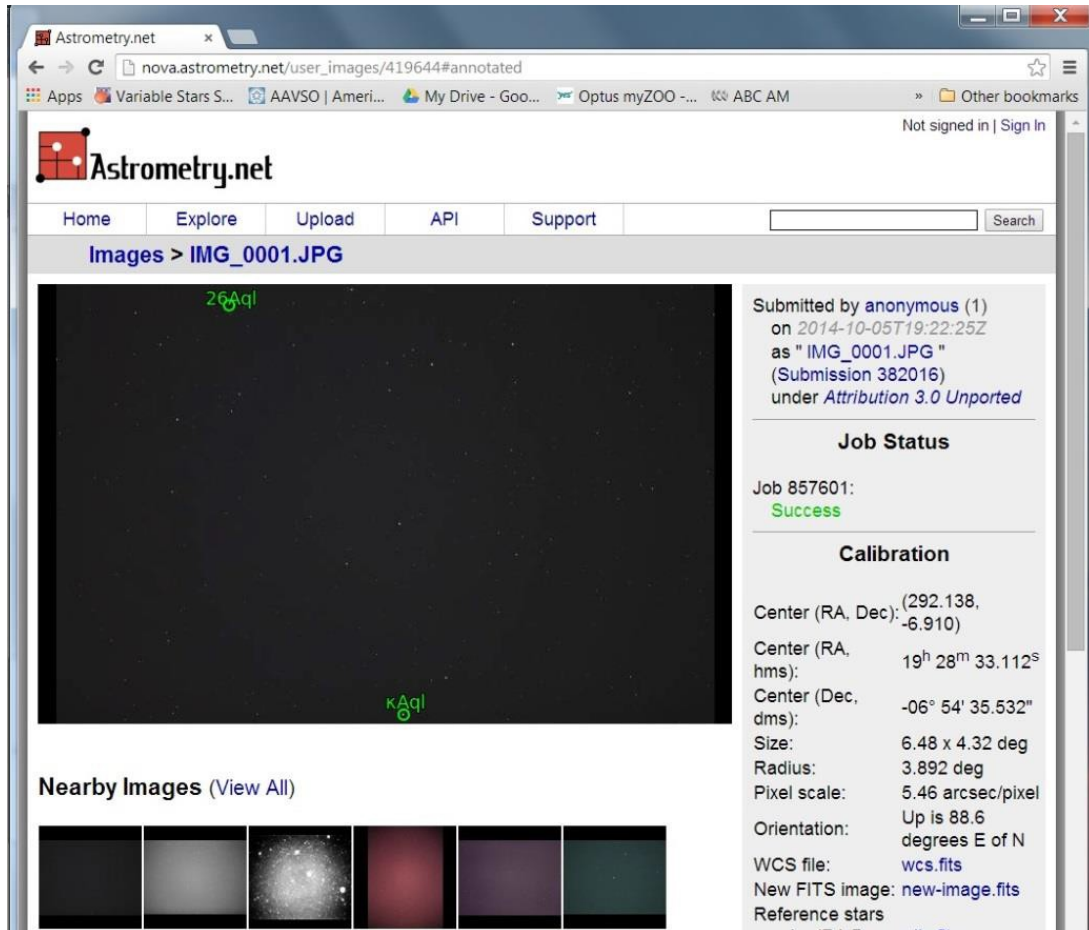 Astrometry.net
nova.astrometry.net/user_images/419644#annotated
Apps Variable Stars S... AAVSO | Ameri... My Drive - Goo... Optus myZOO -... ABC AM » Other bookmarks
Not signed in | Sign In
Astrometry.net
Home Explore Upload API Support Search
Images > IMG_0001.JPG
26Aql
κAql
Submitted by anonymous (1)
on 2014-10-05T19:22:25Z
as " IMG_0001.JPG "
(Submission 382016)
under Attribution 3.0 Unported
Job Status
Job 857601:
Success
Calibration
Center (RA, Dec): (292.138,
-6.910)
Center (RA,
hms): 19h 28m 33.112s
Center (Dec,
dms): -06° 54' 35.532"
Size: 6.48 x 4.32 deg
Radius: 3.892 deg
Pixel scale: 5.46 arcsec/pixel
Orientation: Up is 88.6
degrees E of N
WCS file: wcs.fits
New FITS image: new-image.fits
Reference stars
Nearby Images (View All)